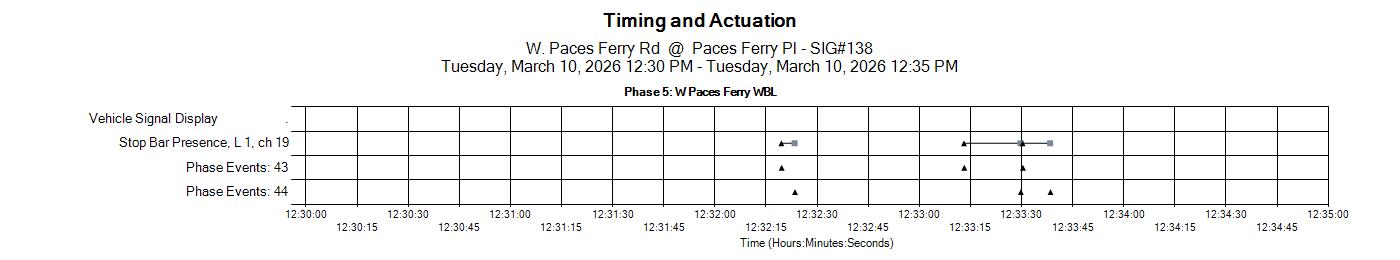 Timing and Actuation
W. Paces Ferry Rd @ Paces Ferry Pl - SIG#138
Tuesday, March 10, 2026 12:30 PM - Tuesday, March 10, 2026 12:35 PM
Phase 5: W Paces Ferry WBL
Vehicle Signal Display .
Stop Bar Presence, L 1, ch 19
Phase Events: 43
Phase Events: 44
12:30:00 12:30:30 12:31:00 12:31:30 12:32:00 12:32:30 12:33:00 12:33:30 12:34:00 12:34:30 12:35:00
12:30:15 12:30:45 12:31:15 12:31:45 12:32:15 12:32:45 12:33:15 12:33:45 12:34:15 12:34:45
Time (Hours:Minutes:Seconds)